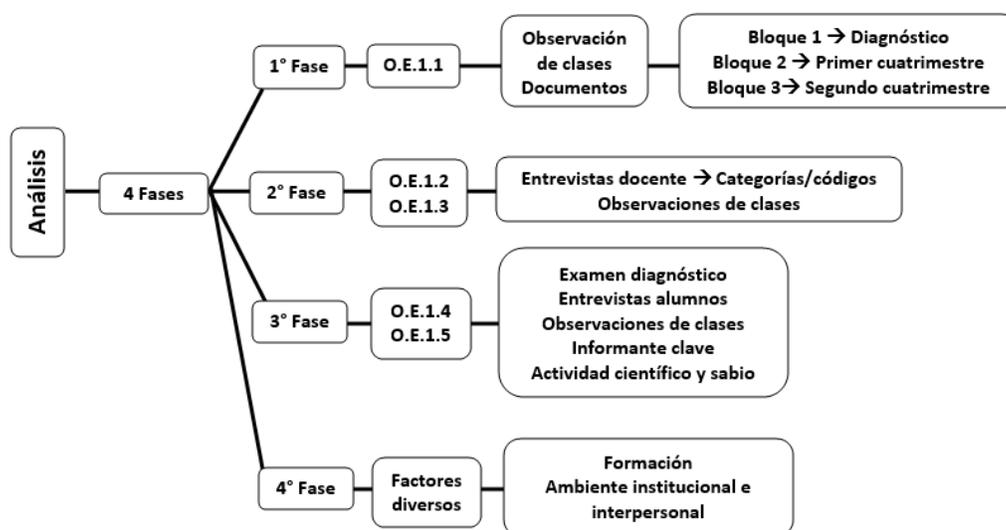 Análisis
4 Fases
1° Fase
O.E.1.1
Observación
de clases
Documentos
Bloque 1 → Diagnóstico
Bloque 2 → Primer cuatrimestre
Bloque 3→ Segundo cuatrimestre
2° Fase
O.E.1.2
O.E.1.3
Entrevistas docente → Categorías/códigos
Observaciones de clases
3° Fase
O.E.1.4
O.E.1.5
Examen diagnóstico
Entrevistas alumnos
Observaciones de clases
Informante clave
Actividad científico y sabio
4° Fase
Factores
diversos
Formación
Ambiente institucional e
interpersonal